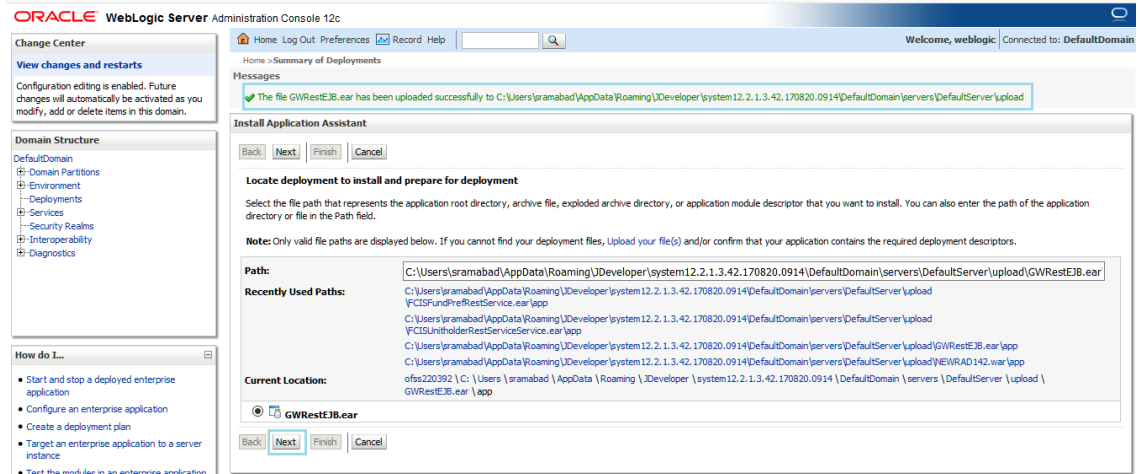 ORACLE WebLogic Server Administration Console 12c
Change Center
View changes and restarts
Configuration editing is enabled. Future
changes will automatically be activated as you
modify, add or delete items in this domain.
Domain Structure
DefaultDomain
Domain Partitions
Environment
Deployments
Services
Security Realms
Interoperability
Diagnostics
How do I...
Start and stop a deployed enterprise
application
Configure an enterprise application
Create a deployment plan
Target an enterprise application to a server
instance
Test the modules in an enterprise application
Home Log Out Preferences Record Help
Welcome, weblogic Connected to: DefaultDomain
Home >Summary of Deployments
Messages
The file GWRestEJB.ear has been uploaded successfully to C:\Users\sramabad\AppData\Roaming\JDeveloper\system12.2.1.3.42.170820.0914\DefaultDomain\servers\DefaultServer\upload
Install Application Assistant
Back Next Finish Cancel
Locate deployment to install and prepare for deployment
Select the file path that represents the application root directory, archive file, exploded archive directory, or application module descriptor that you want to install. You can also enter the path of the application
directory or file in the Path field.
Note: Only valid file paths are displayed below. If you cannot find your deployment files, Upload your file(s) and/or confirm that your application contains the required deployment descriptors.
Path: C:\Users\sramabad\AppData\Roaming\JDeveloper\system12.2.1.3.42.170820.0914\DefaultDomain\servers\DefaultServer\upload\GWRestEJB.ear
Recently Used Paths: C:\Users\sramabad\AppData\Roaming\JDeveloper\system12.2.1.3.42.170820.0914\DefaultDomain\servers\DefaultServer\upload
\FCISFundPrefRestService.ear\app
C:\Users\sramabad\AppData\Roaming\JDeveloper\system12.2.1.3.42.170820.0914\DefaultDomain\servers\DefaultServer\upload
\FCISUnitholderRestServiceService.ear\app
C:\Users\sramabad\AppData\Roaming\JDeveloper\system12.2.1.3.42.170820.0914\DefaultDomain\servers\DefaultServer\upload\GWRestEJB.ear\app
C:\Users\sramabad\AppData\Roaming\JDeveloper\system12.2.1.3.42.170820.0914\DefaultDomain\servers\DefaultServer\upload\NEWRAD142.war\app
Current Location: ofss220392 \ C: \ Users \ sramabad \ AppData \ Roaming \ JDeveloper \ system12.2.1.3.42.170820.0914 \ DefaultDomain \ servers \ DefaultServer \ upload \
GWRestEJB.ear \ app
GWRestEJB.ear
Back Next Finish Cancel